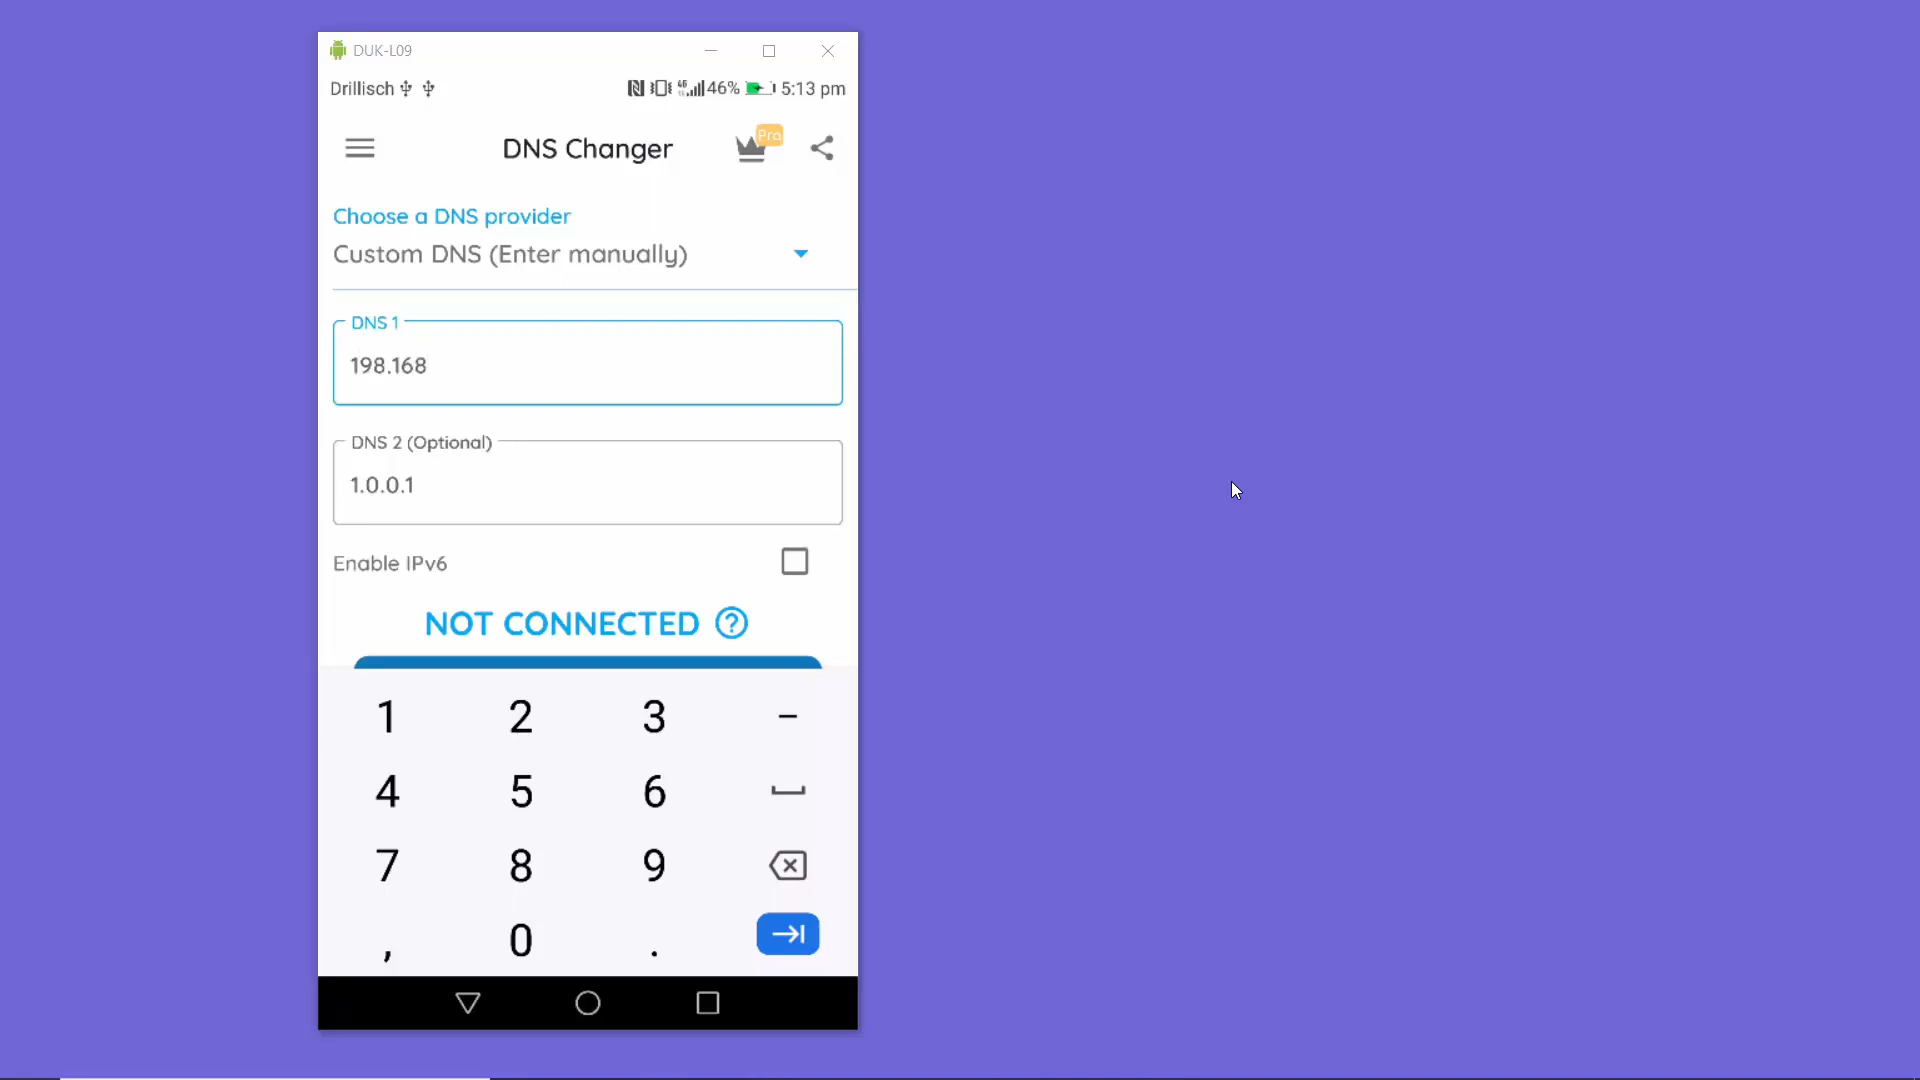 DUK-L09
Drillisch 46% 5:13 pm
DNS Changer Pro
Choose a DNS provider
Custom DNS (Enter manually)
DNS 1
198.168
DNS 2 (Optional)
1.0.0.1
Enable IPv6
NOT CONNECTED ?
1 2 3 –
4 5 6
7 8 9
, 0 .